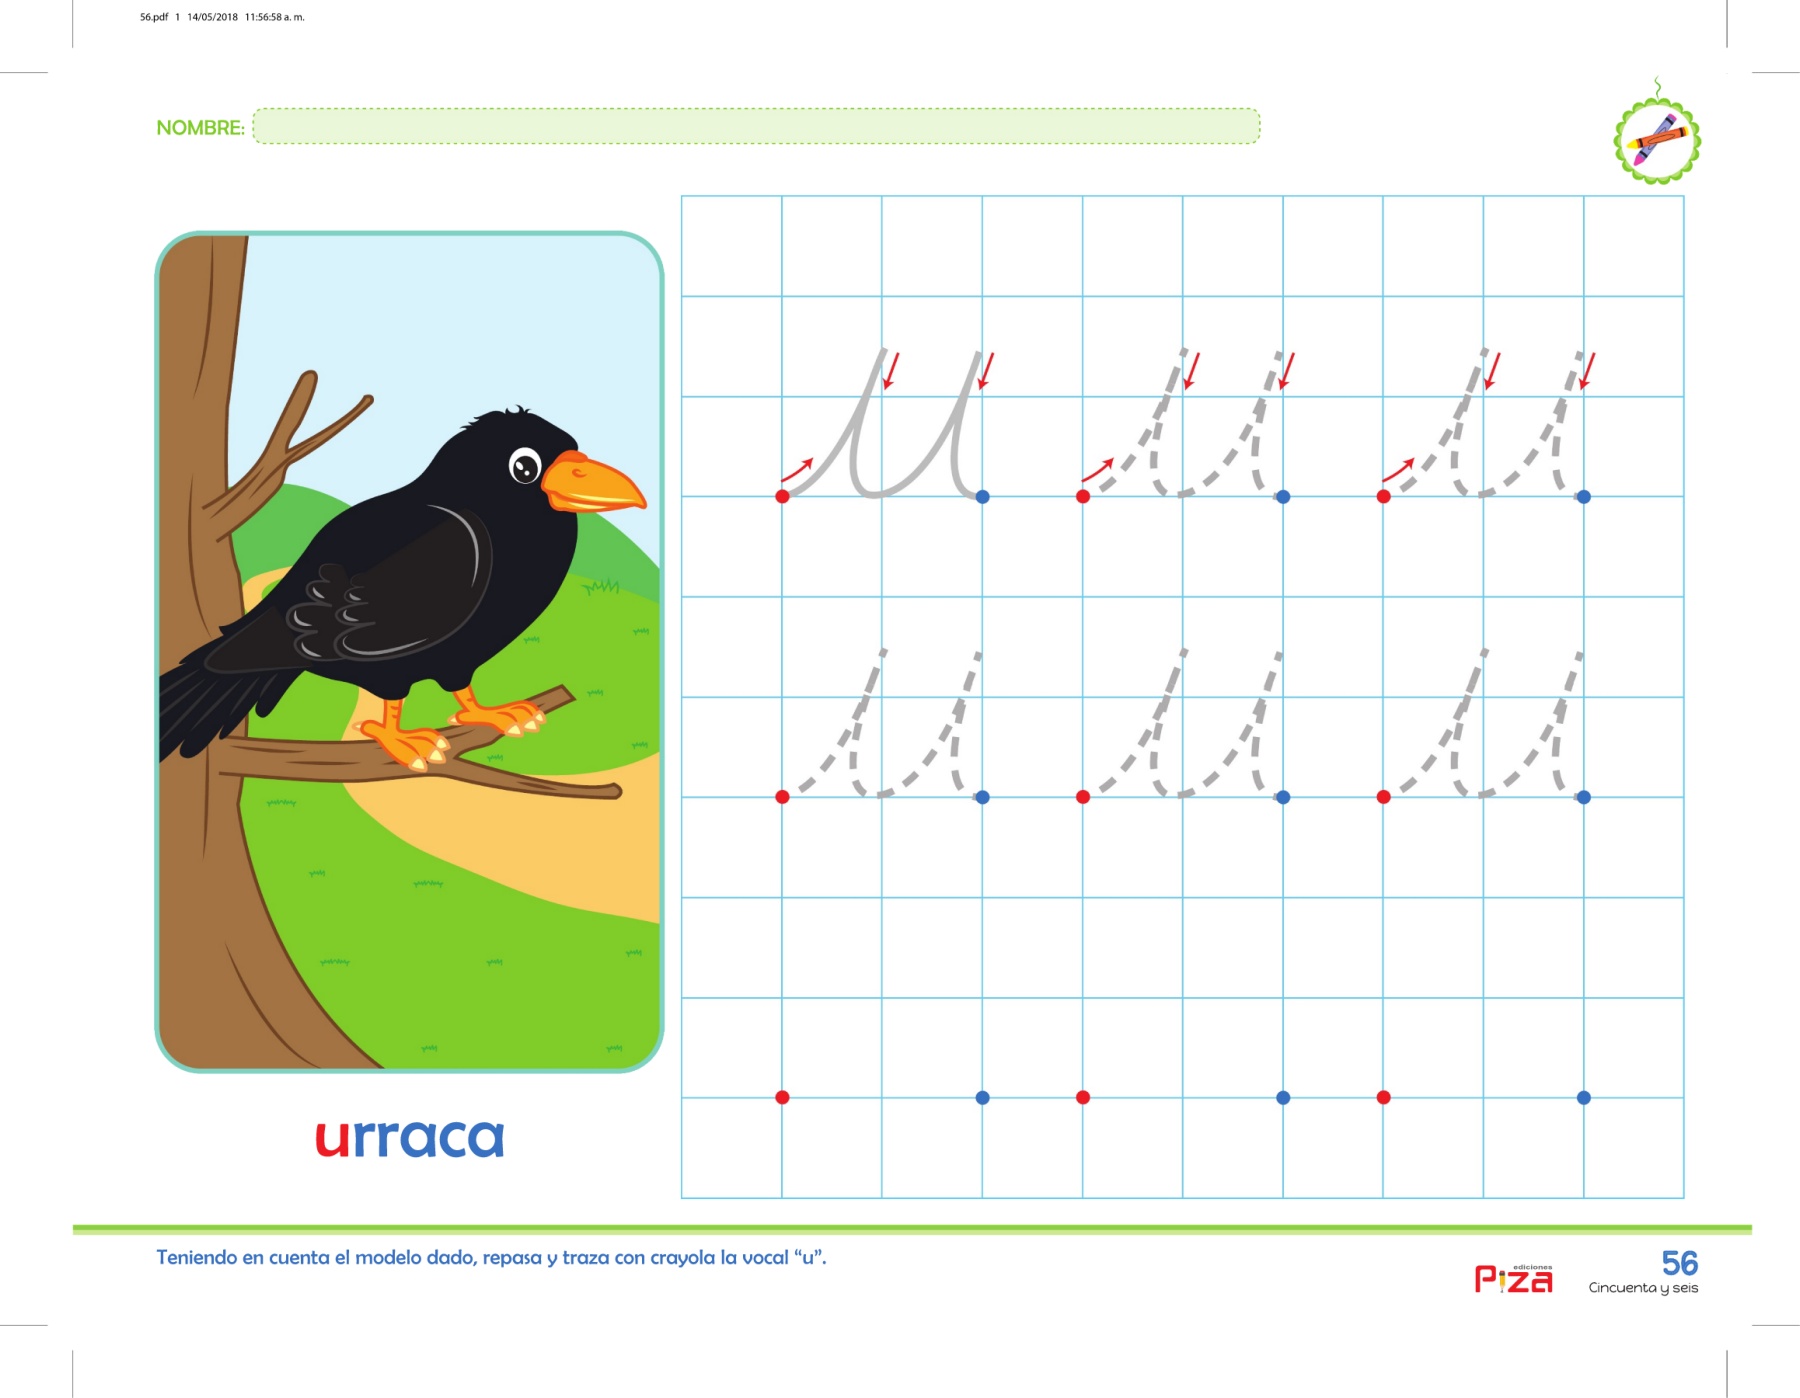 56.pdf 1 14/05/2018 11:56:58 a. m.
NOMBRE:
u
u u u
urraca
Teniendo en cuenta el modelo dado, repasa y traza con crayola la vocal “u”.
ediciones
Piza
56
Cincuenta y seis